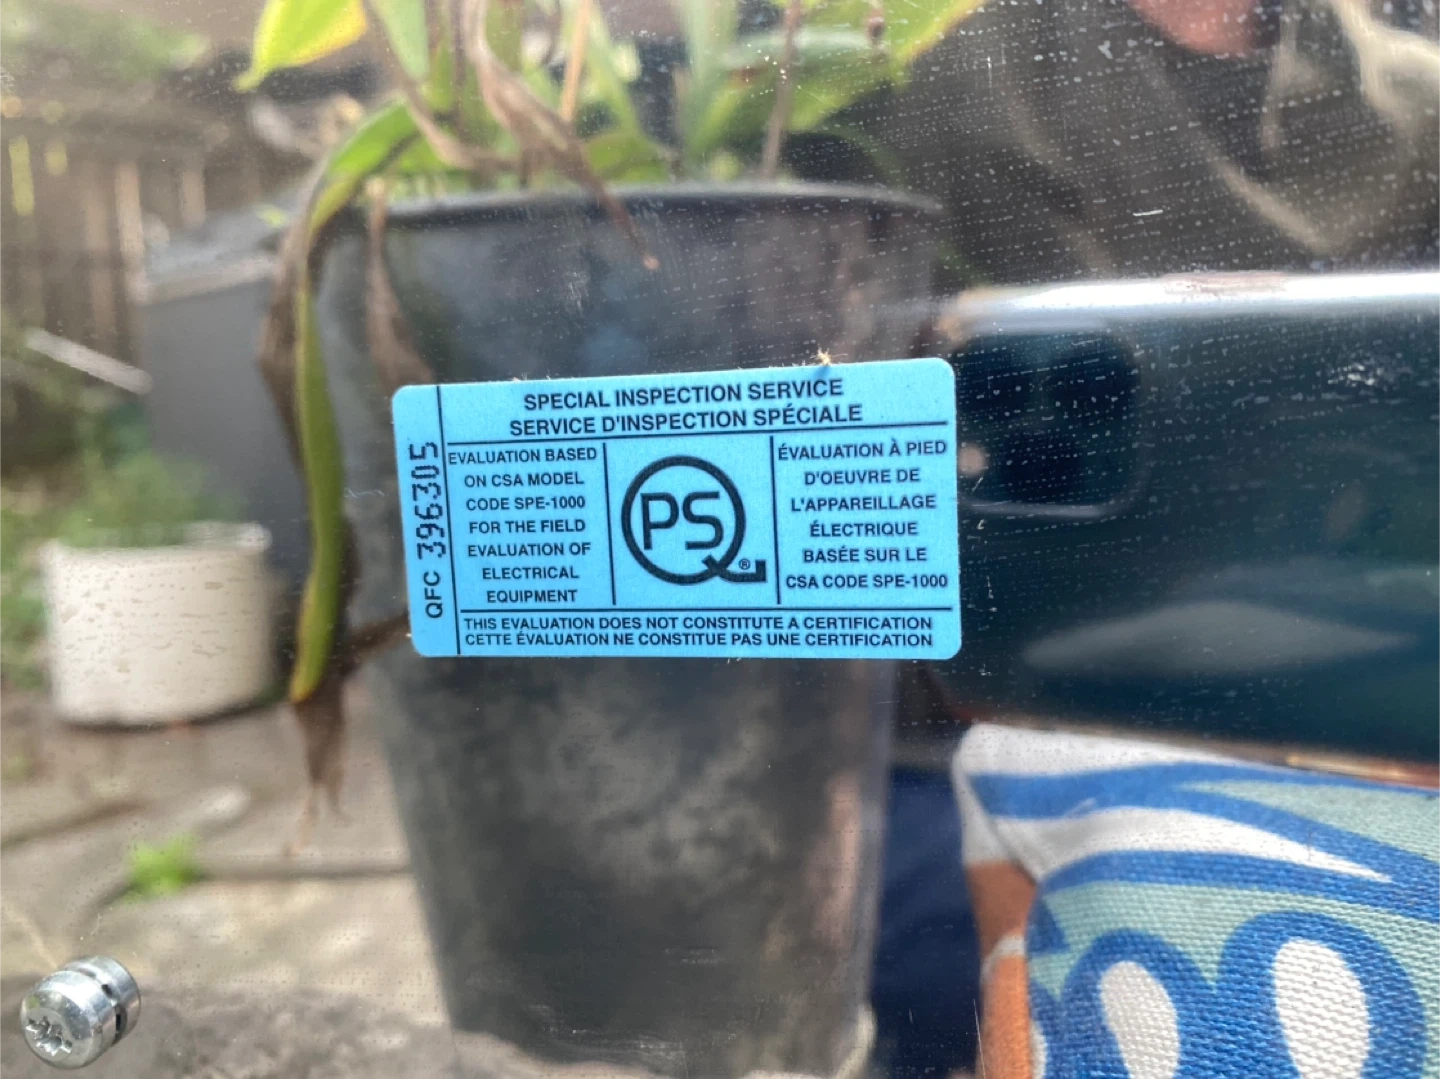 SPECIAL INSPECTION SERVICE
SERVICE D'INSPECTION SPÉCIALE
QFC 396305
EVALUATION BASED
ON CSA MODEL
CODE SPE-1000
FOR THE FIELD
EVALUATION OF
ELECTRICAL
EQUIPMENT
QPS®
ÉVALUATION À PIED
D'OEUVRE DE
L'APPAREILLAGE
ÉLECTRIQUE
BASÉE SUR LE
CSA CODE SPE-1000
THIS EVALUATION DOES NOT CONSTITUTE A CERTIFICATION
CETTE ÉVALUATION NE CONSTITUE PAS UNE CERTIFICATION